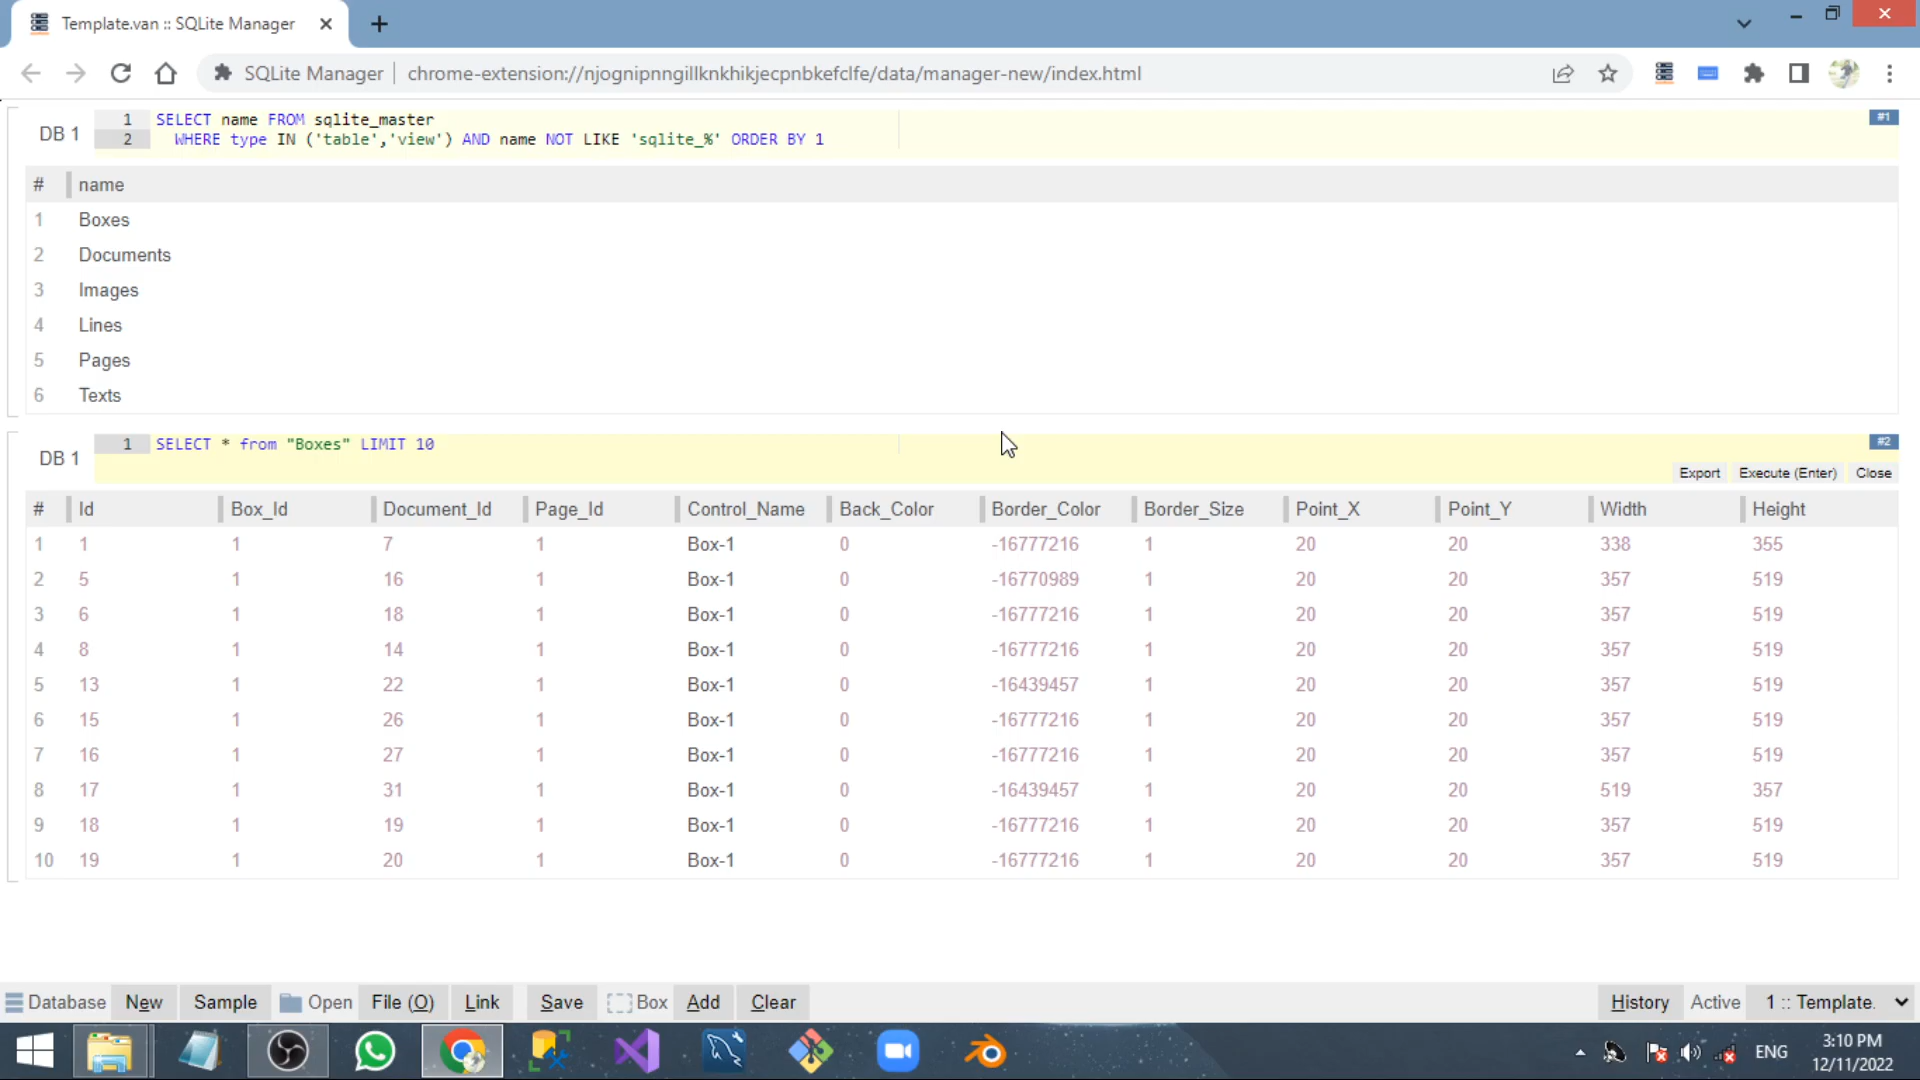 Template.van :: SQLite Manager
SQLite Manager chrome-extension://njognipnngillknkhikjecpnbkefclfe/data/manager-new/index.html
DB 1
1 SELECT name FROM sqlite_master
2 WHERE type IN ('table','view') AND name NOT LIKE 'sqlite_%' ORDER BY 1
#1
# name
1 Boxes
2 Documents
3 Images
4 Lines
5 Pages
6 Texts
DB 1
1 SELECT * from "Boxes" LIMIT 10
#2
Export Execute (Enter) Close
# Id Box_Id Document_Id Page_Id Control_Name Back_Color Border_Color Border_Size Point_X Point_Y Width Height
1 1 1 7 1 Box-1 0 -16777216 1 20 20 338 355
2 5 1 16 1 Box-1 0 -16770989 1 20 20 357 519
3 6 1 18 1 Box-1 0 -16777216 1 20 20 357 519
4 8 1 14 1 Box-1 0 -16777216 1 20 20 357 519
5 13 1 22 1 Box-1 0 -16439457 1 20 20 357 519
6 15 1 26 1 Box-1 0 -16777216 1 20 20 357 519
7 16 1 27 1 Box-1 0 -16777216 1 20 20 357 519
8 17 1 31 1 Box-1 0 -16439457 1 20 20 519 357
9 18 1 19 1 Box-1 0 -16777216 1 20 20 357 519
10 19 1 20 1 Box-1 0 -16777216 1 20 20 357 519
Database New Sample Open File (O) Link Save Box Add Clear History Active 1 :: Template.
ENG
3:10 PM
12/11/2022